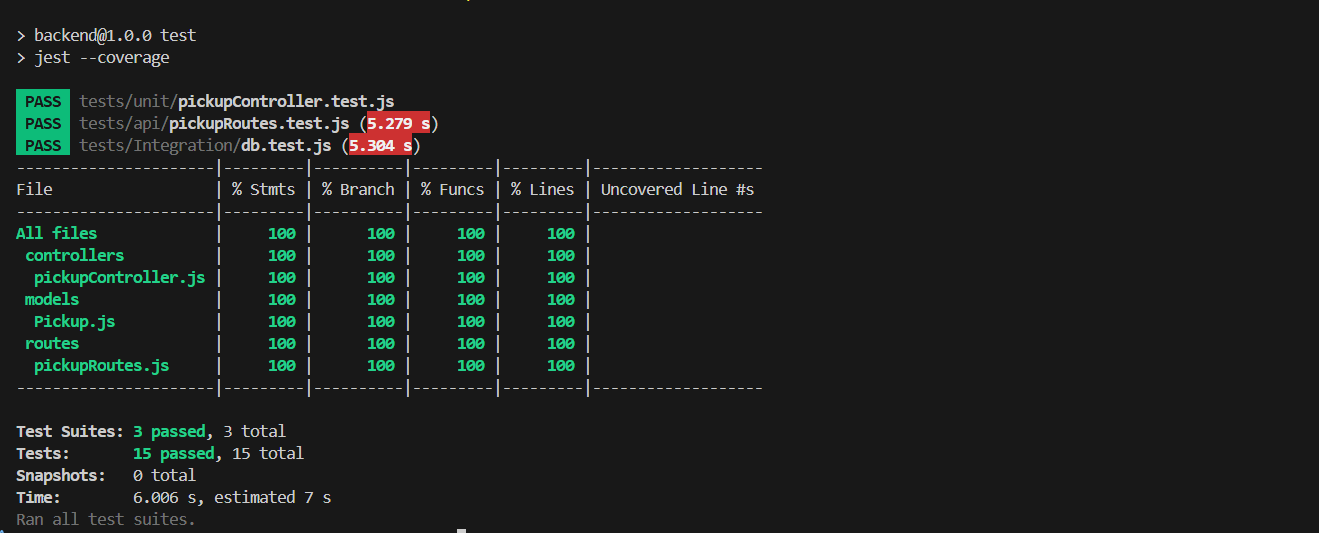 > backend@1.0.0 test
> jest --coverage
PASS tests/unit/pickupController.test.js
PASS tests/api/pickupRoutes.test.js (5.279 s)
PASS tests/Integration/db.test.js (5.304 s)
----------------------|---------|----------|---------|---------|-------------------
File                  | % Stmts | % Branch | % Funcs | % Lines | Uncovered Line #s
----------------------|---------|----------|---------|---------|-------------------
All files             |     100 |      100 |     100 |     100 |
 controllers          |     100 |      100 |     100 |     100 |
  pickupController.js |     100 |      100 |     100 |     100 |
 models               |     100 |      100 |     100 |     100 |
  Pickup.js           |     100 |      100 |     100 |     100 |
 routes               |     100 |      100 |     100 |     100 |
  pickupRoutes.js     |     100 |      100 |     100 |     100 |
----------------------|---------|----------|---------|---------|-------------------
Test Suites: 3 passed, 3 total
Tests:       15 passed, 15 total
Snapshots:   0 total
Time:        6.006 s, estimated 7 s
Ran all test suites.